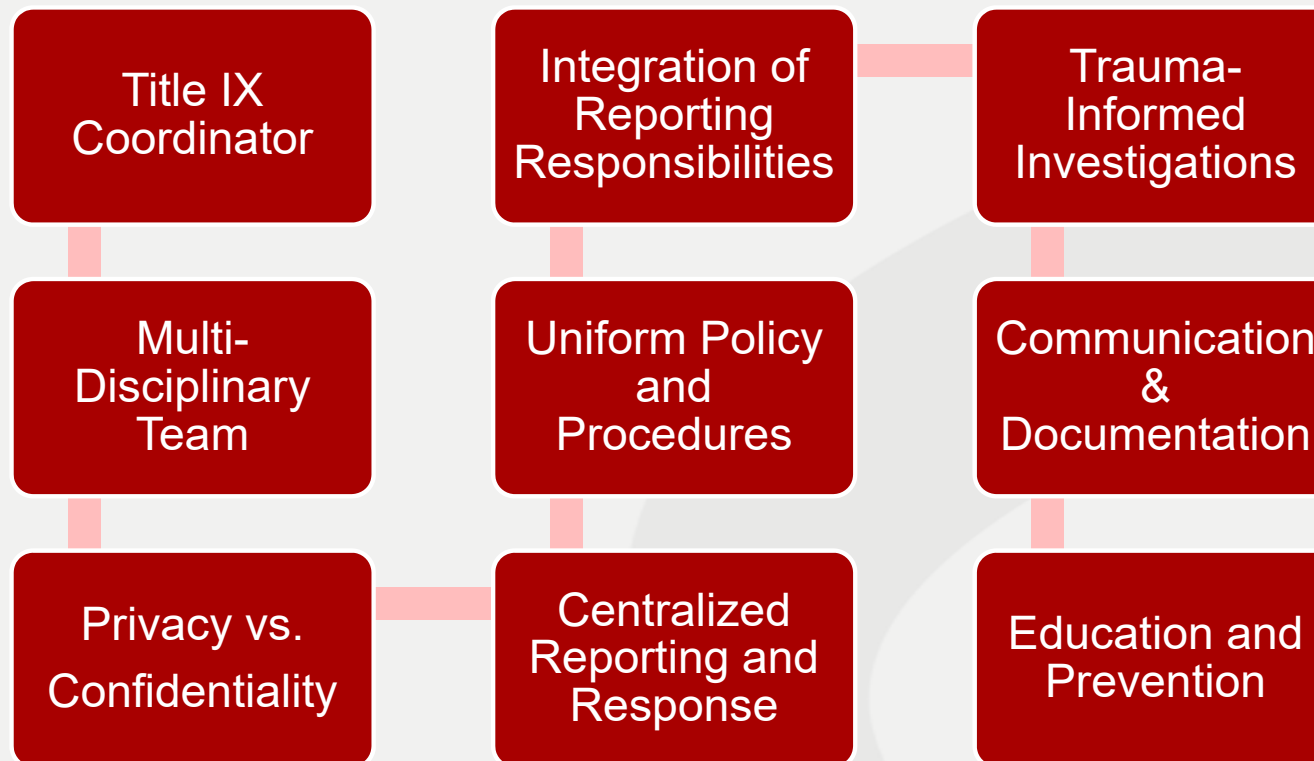 Title IX
Coordinator
Multi-
Disciplinary
Team
Privacy vs.
Confidentiality
Centralized
Reporting and
Response
Uniform Policy
and
Procedures
Integration of
Reporting
Responsibilities
Trauma-
Informed
Investigations
Communication
&
Documentation
Education and
Prevention